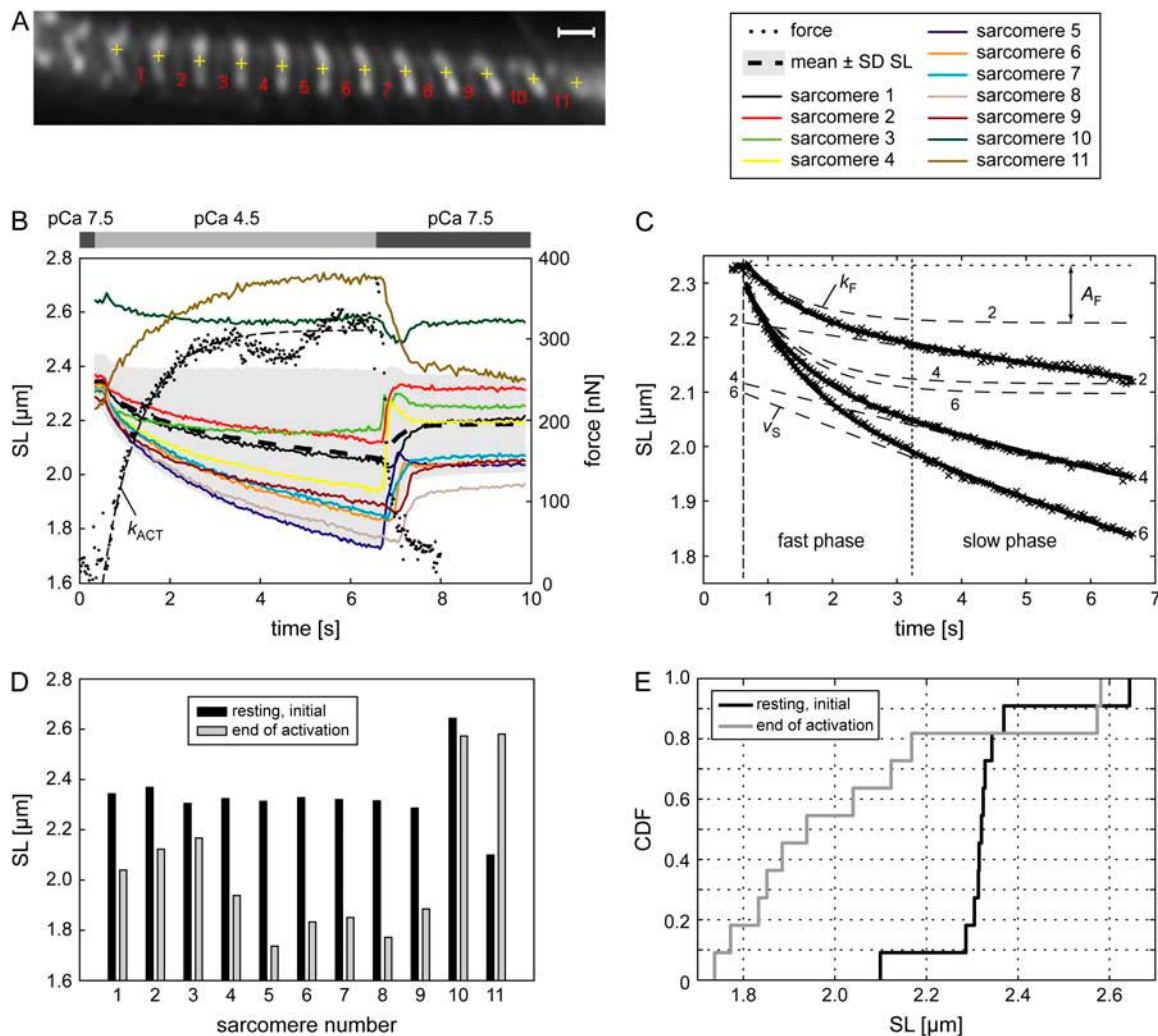 A
1 2 3 4 5 6 7 8 9 10 11
force
mean ± SD SL
sarcomere 1
sarcomere 2
sarcomere 3
sarcomere 4
sarcomere 5
sarcomere 6
sarcomere 7
sarcomere 8
sarcomere 9
sarcomere 10
sarcomere 11
B
pCa 7.5 pCa 4.5 pCa 7.5
2.8
2.6
2.4
2.2
2.0
1.8
1.6
SL [µm]
400
300
200
100
0
force [nN]
kACT
0 2 4 6 8 10
time [s]
C
2.3
2.2
2.1
2.0
1.9
1.8
SL [µm]
kF
AF
2
2
2
4
4
4
6
6
6
vS
fast phase slow phase
0 1 2 3 4 5 6 7
time [s]
D
2.8
2.6
2.4
2.2
2.0
1.8
1.6
SL [µm]
resting, initial
end of activation
1 2 3 4 5 6 7 8 9 10 11
sarcomere number
E
1.0
0.8
0.6
0.4
0.2
0
CDF
resting, initial
end of activation
1.8 2.0 2.2 2.4 2.6
SL [µm]